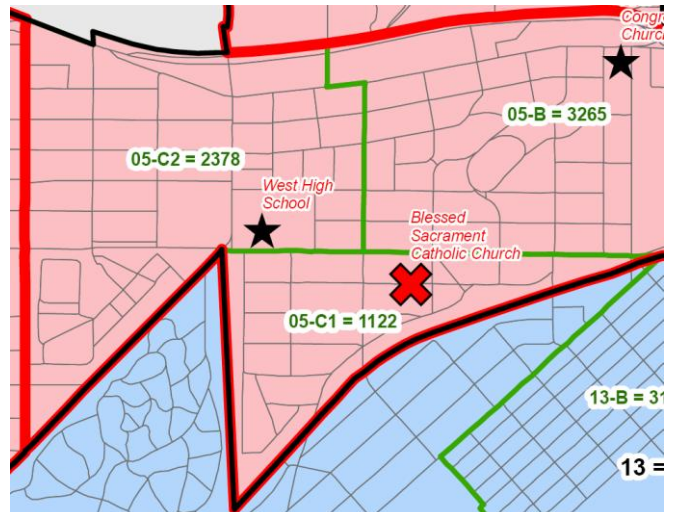 Congr
Church
05-B = 3265
05-C2 = 2378
West High
School
Blessed
Sacrament
Catholic Church
05-C1 = 1122
13-B = 31
13 =